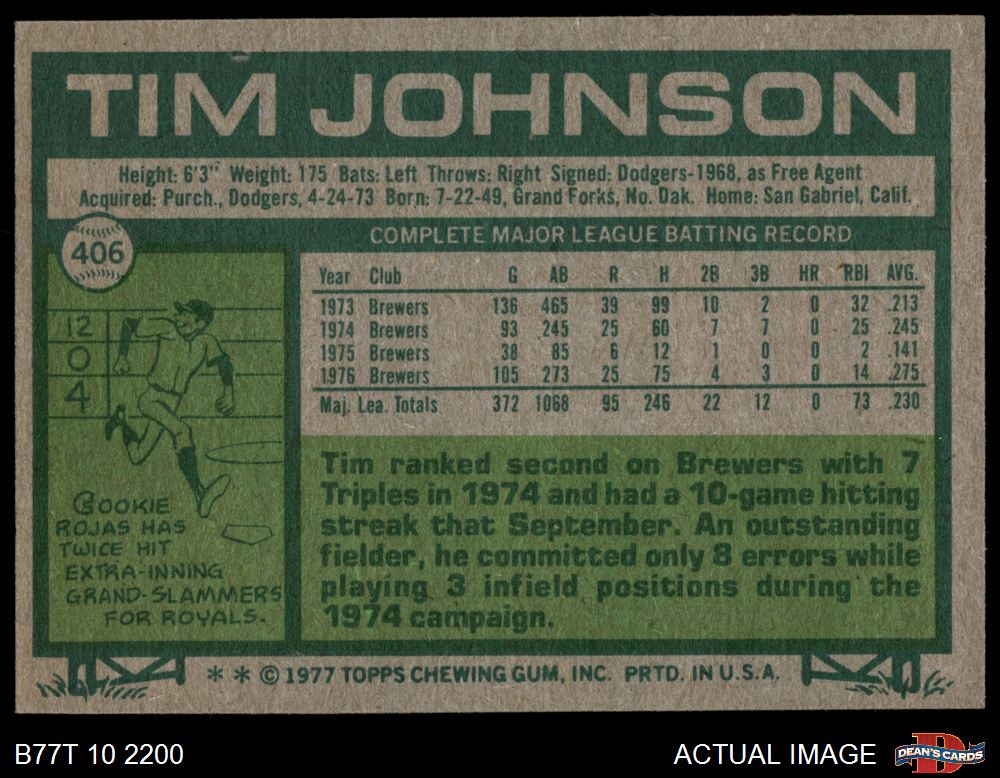 TIM JOHNSON
Height: 6'3" Weight: 175 Bats: Left Throws: Right Signed: Dodgers-1968, as Free Agent
Acquired: Purch., Dodgers, 4-24-73 Born: 7-22-49, Grand Forks, No. Dak. Home: San Gabriel, Calif.
406
COMPLETE MAJOR LEAGUE BATTING RECORD
Year Club G AB R H 2B 3B HR RBI AVG.
1973 Brewers 136 465 39 99 10 2 0 32 .213
1974 Brewers 93 245 25 60 7 7 0 25 .245
1975 Brewers 38 85 6 12 1 0 0 2 .141
1976 Brewers 105 273 25 75 4 3 0 14 .275
Maj. Lea. Totals 372 1068 95 246 22 12 0 73 .230
12
0
4
COOKIE
ROJAS HAS
TWICE HIT
EXTRA-INNING
GRAND-SLAMMERS
FOR ROYALS.
Tim ranked second on Brewers with 7
Triples in 1974 and had a 10-game hitting
streak that September. An outstanding
fielder, he committed only 8 errors while
playing 3 infield positions during the
1974 campaign.
* * © 1977 TOPPS CHEWING GUM, INC. PRTD. IN U.S.A.
B77T 10 2200
ACTUAL IMAGE
D
DEAN'S CARDS